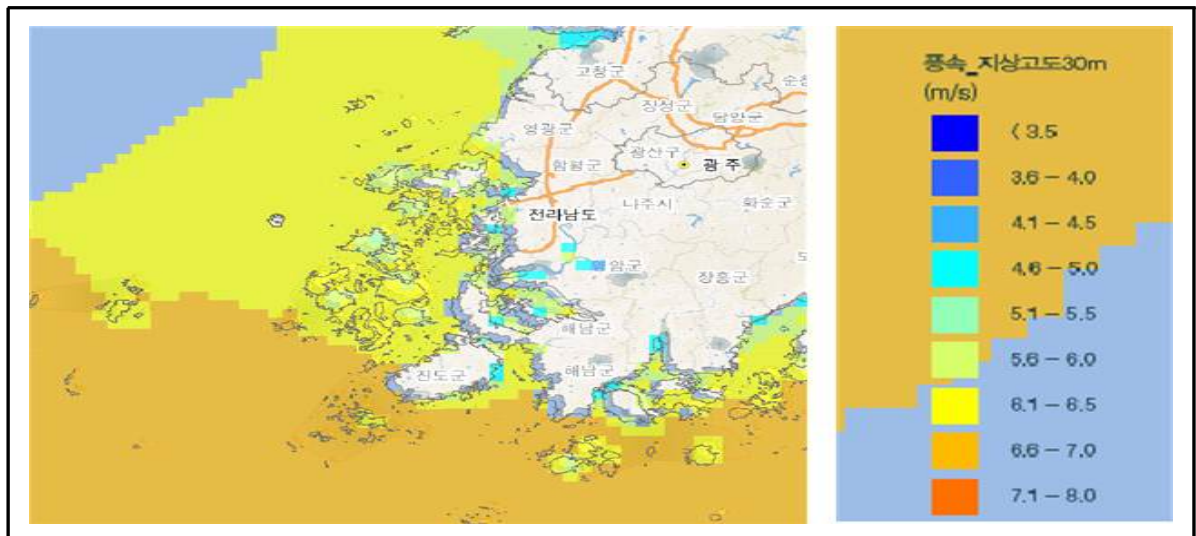 고창군
순창
장성군
담양군
영광군
광산구
광주
함평군
전라남도
나주시
화순군
암군
장흥군
도
해남군
진도군
해남군
풍속_지상고도30m
(m/s)
〈 3.5
3.6 – 4.0
4.1 – 4.5
4.6 – 5.0
5.1 – 5.5
5.6 – 6.0
6.1 – 6.5
6.6 – 7.0
7.1 – 8.0